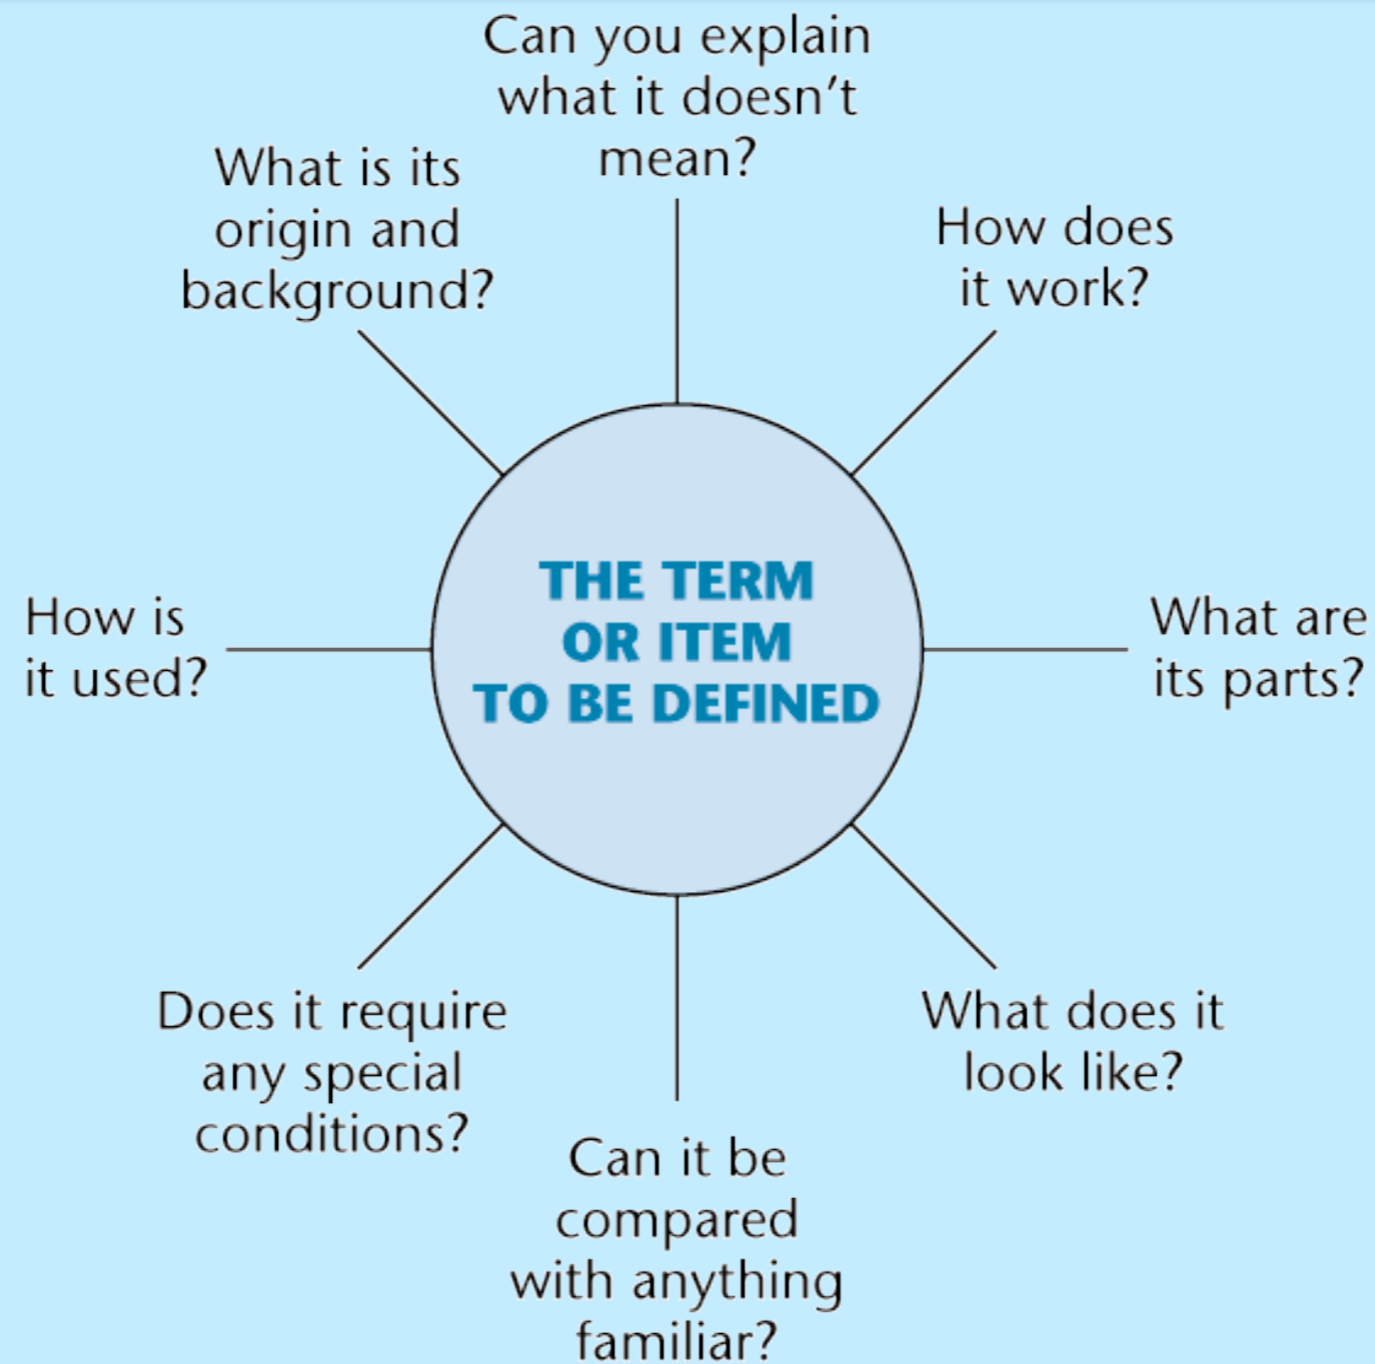 Can you explain
what it doesn't
mean?
What is its
origin and
background?
How does
it work?
How is
it used?
THE TERM
OR ITEM
TO BE DEFINED
What are
its parts?
Does it require
any special
conditions?
What does it
look like?
Can it be
compared
with anything
familiar?